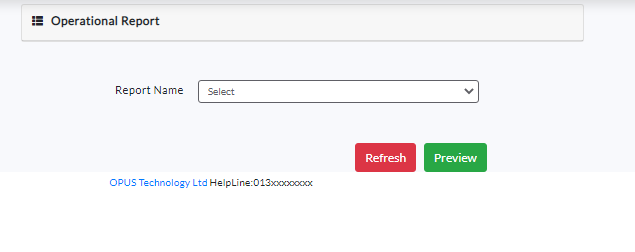 Operational Report
Report Name
Select
Refresh Preview
OPUS Technology Ltd HelpLine:013xxxxxxxx